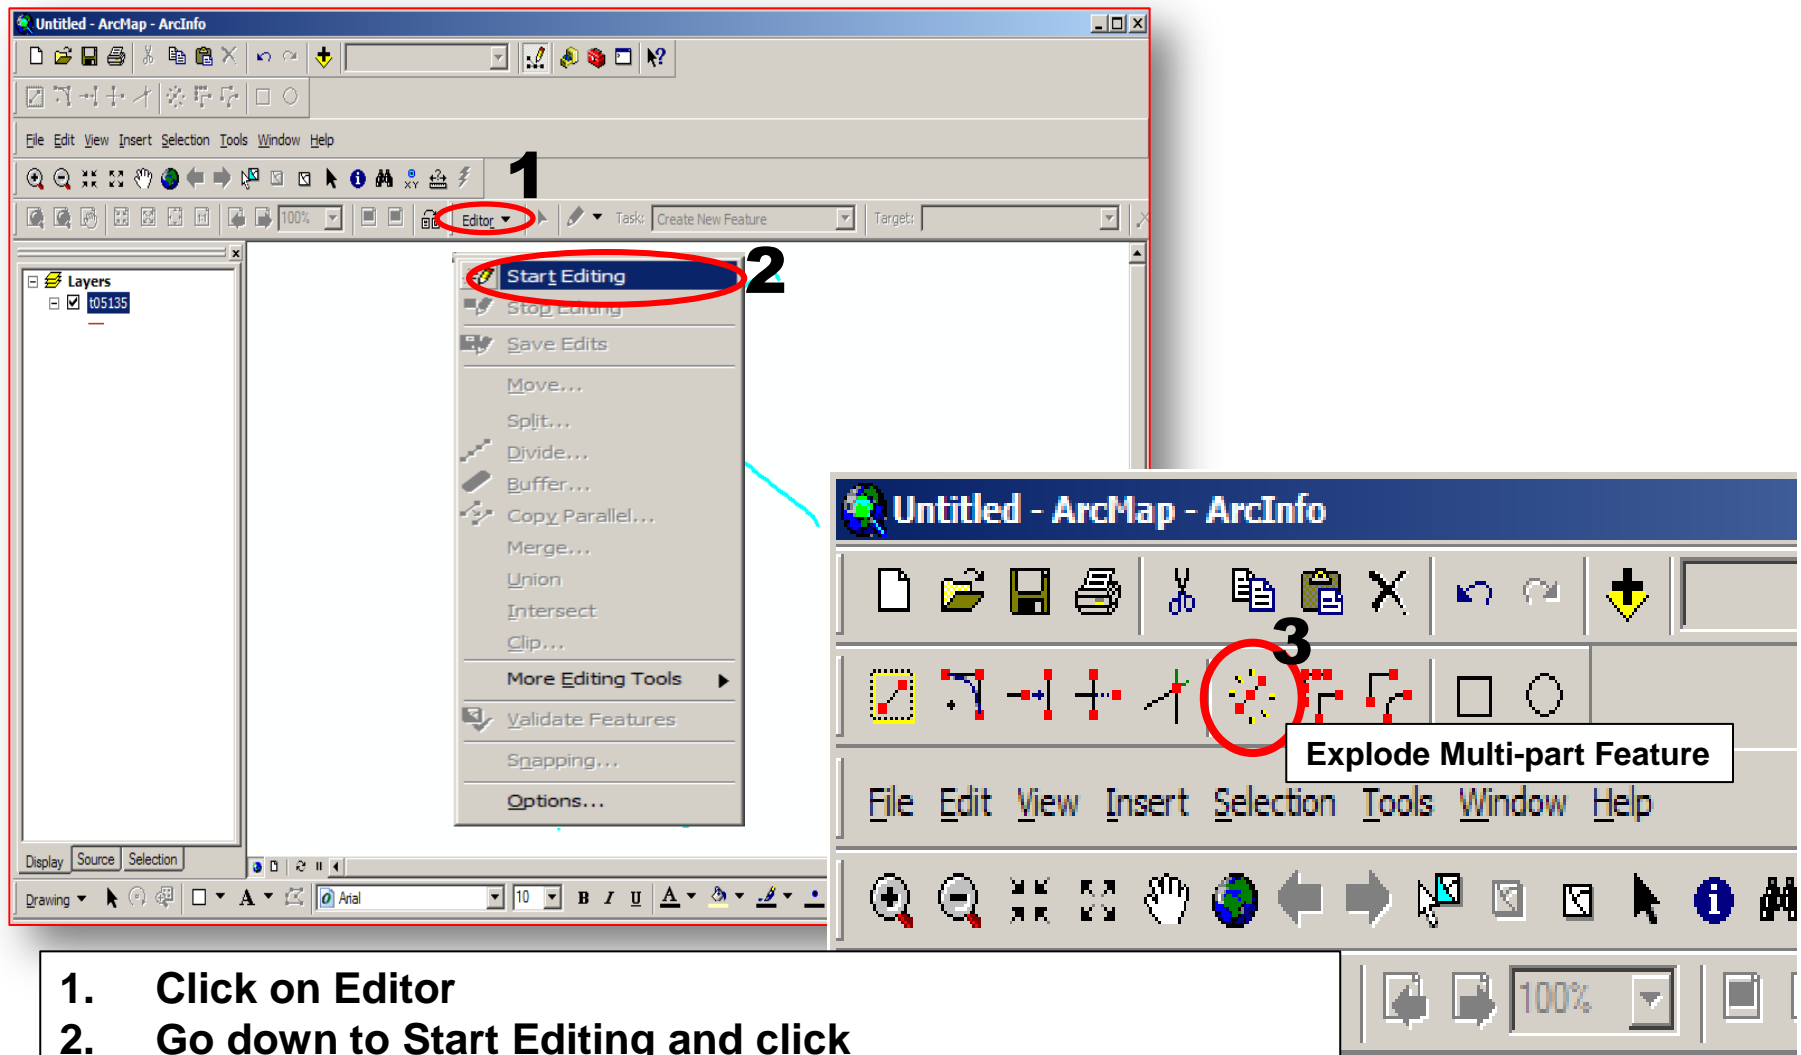 Untitled - ArcMap - ArcInfo
File Edit View Insert Selection Tools Window Help
1
100% Editor Task: Create New Feature Target:
Layers
t05135
2
Start Editing
Stop Editing
Save Edits
Move...
Split...
Divide...
Buffer...
Copy Parallel...
Merge...
Union
Intersect
Clip...
More Editing Tools
Validate Features
Snapping...
Options...
Display Source Selection
Drawing A Arial 10 B I U A
Untitled - ArcMap - ArcInfo
3
Explode Multi-part Feature
File Edit View Insert Selection Tools Window Help
100%
1. Click on Editor
2. Go down to Start Editing and click